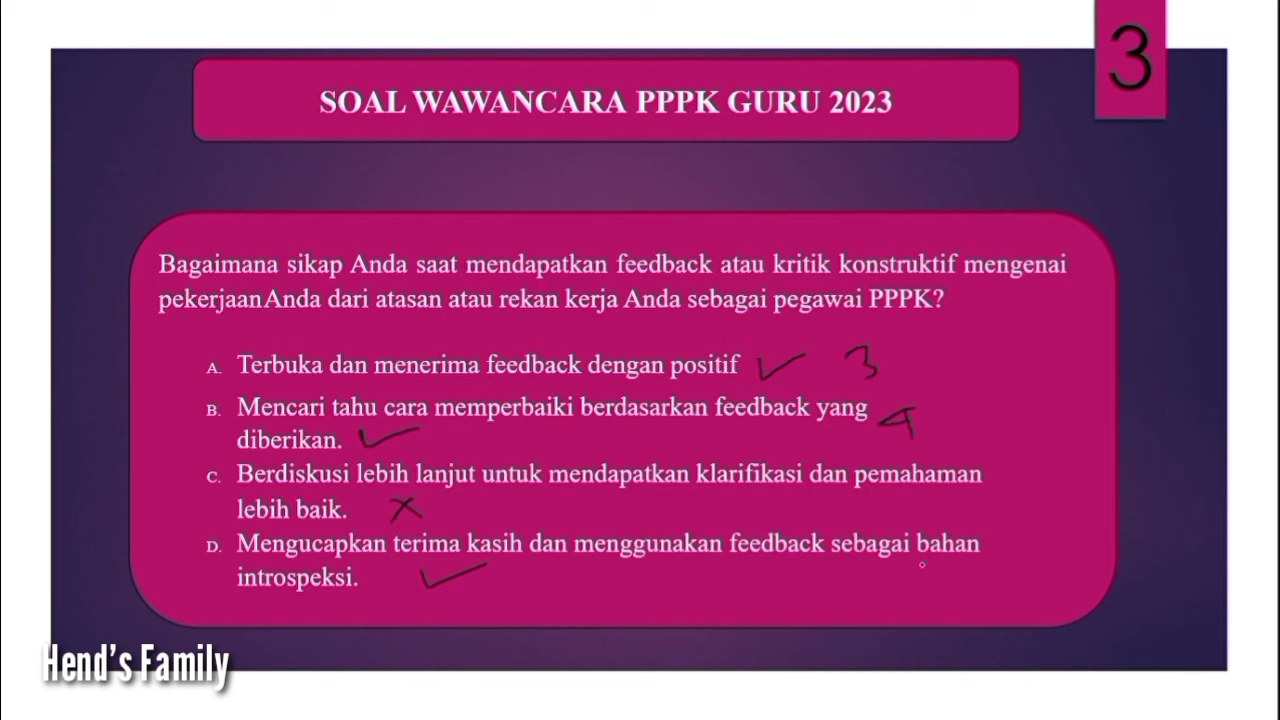 3
SOAL WAWANCARA PPPK GURU 2023
Bagaimana sikap Anda saat mendapatkan feedback atau kritik konstruktif mengenai
pekerjaan Anda dari atasan atau rekan kerja Anda sebagai pegawai PPPK?
A. Terbuka dan menerima feedback dengan positif ✓ 3
B. Mencari tahu cara memperbaiki berdasarkan feedback yang 4
diberikan. ✓
C. Berdiskusi lebih lanjut untuk mendapatkan klarifikasi dan pemahaman
lebih baik. ✗
D. Mengucapkan terima kasih dan menggunakan feedback sebagai bahan
introspeksi. ✓
Hend's Family